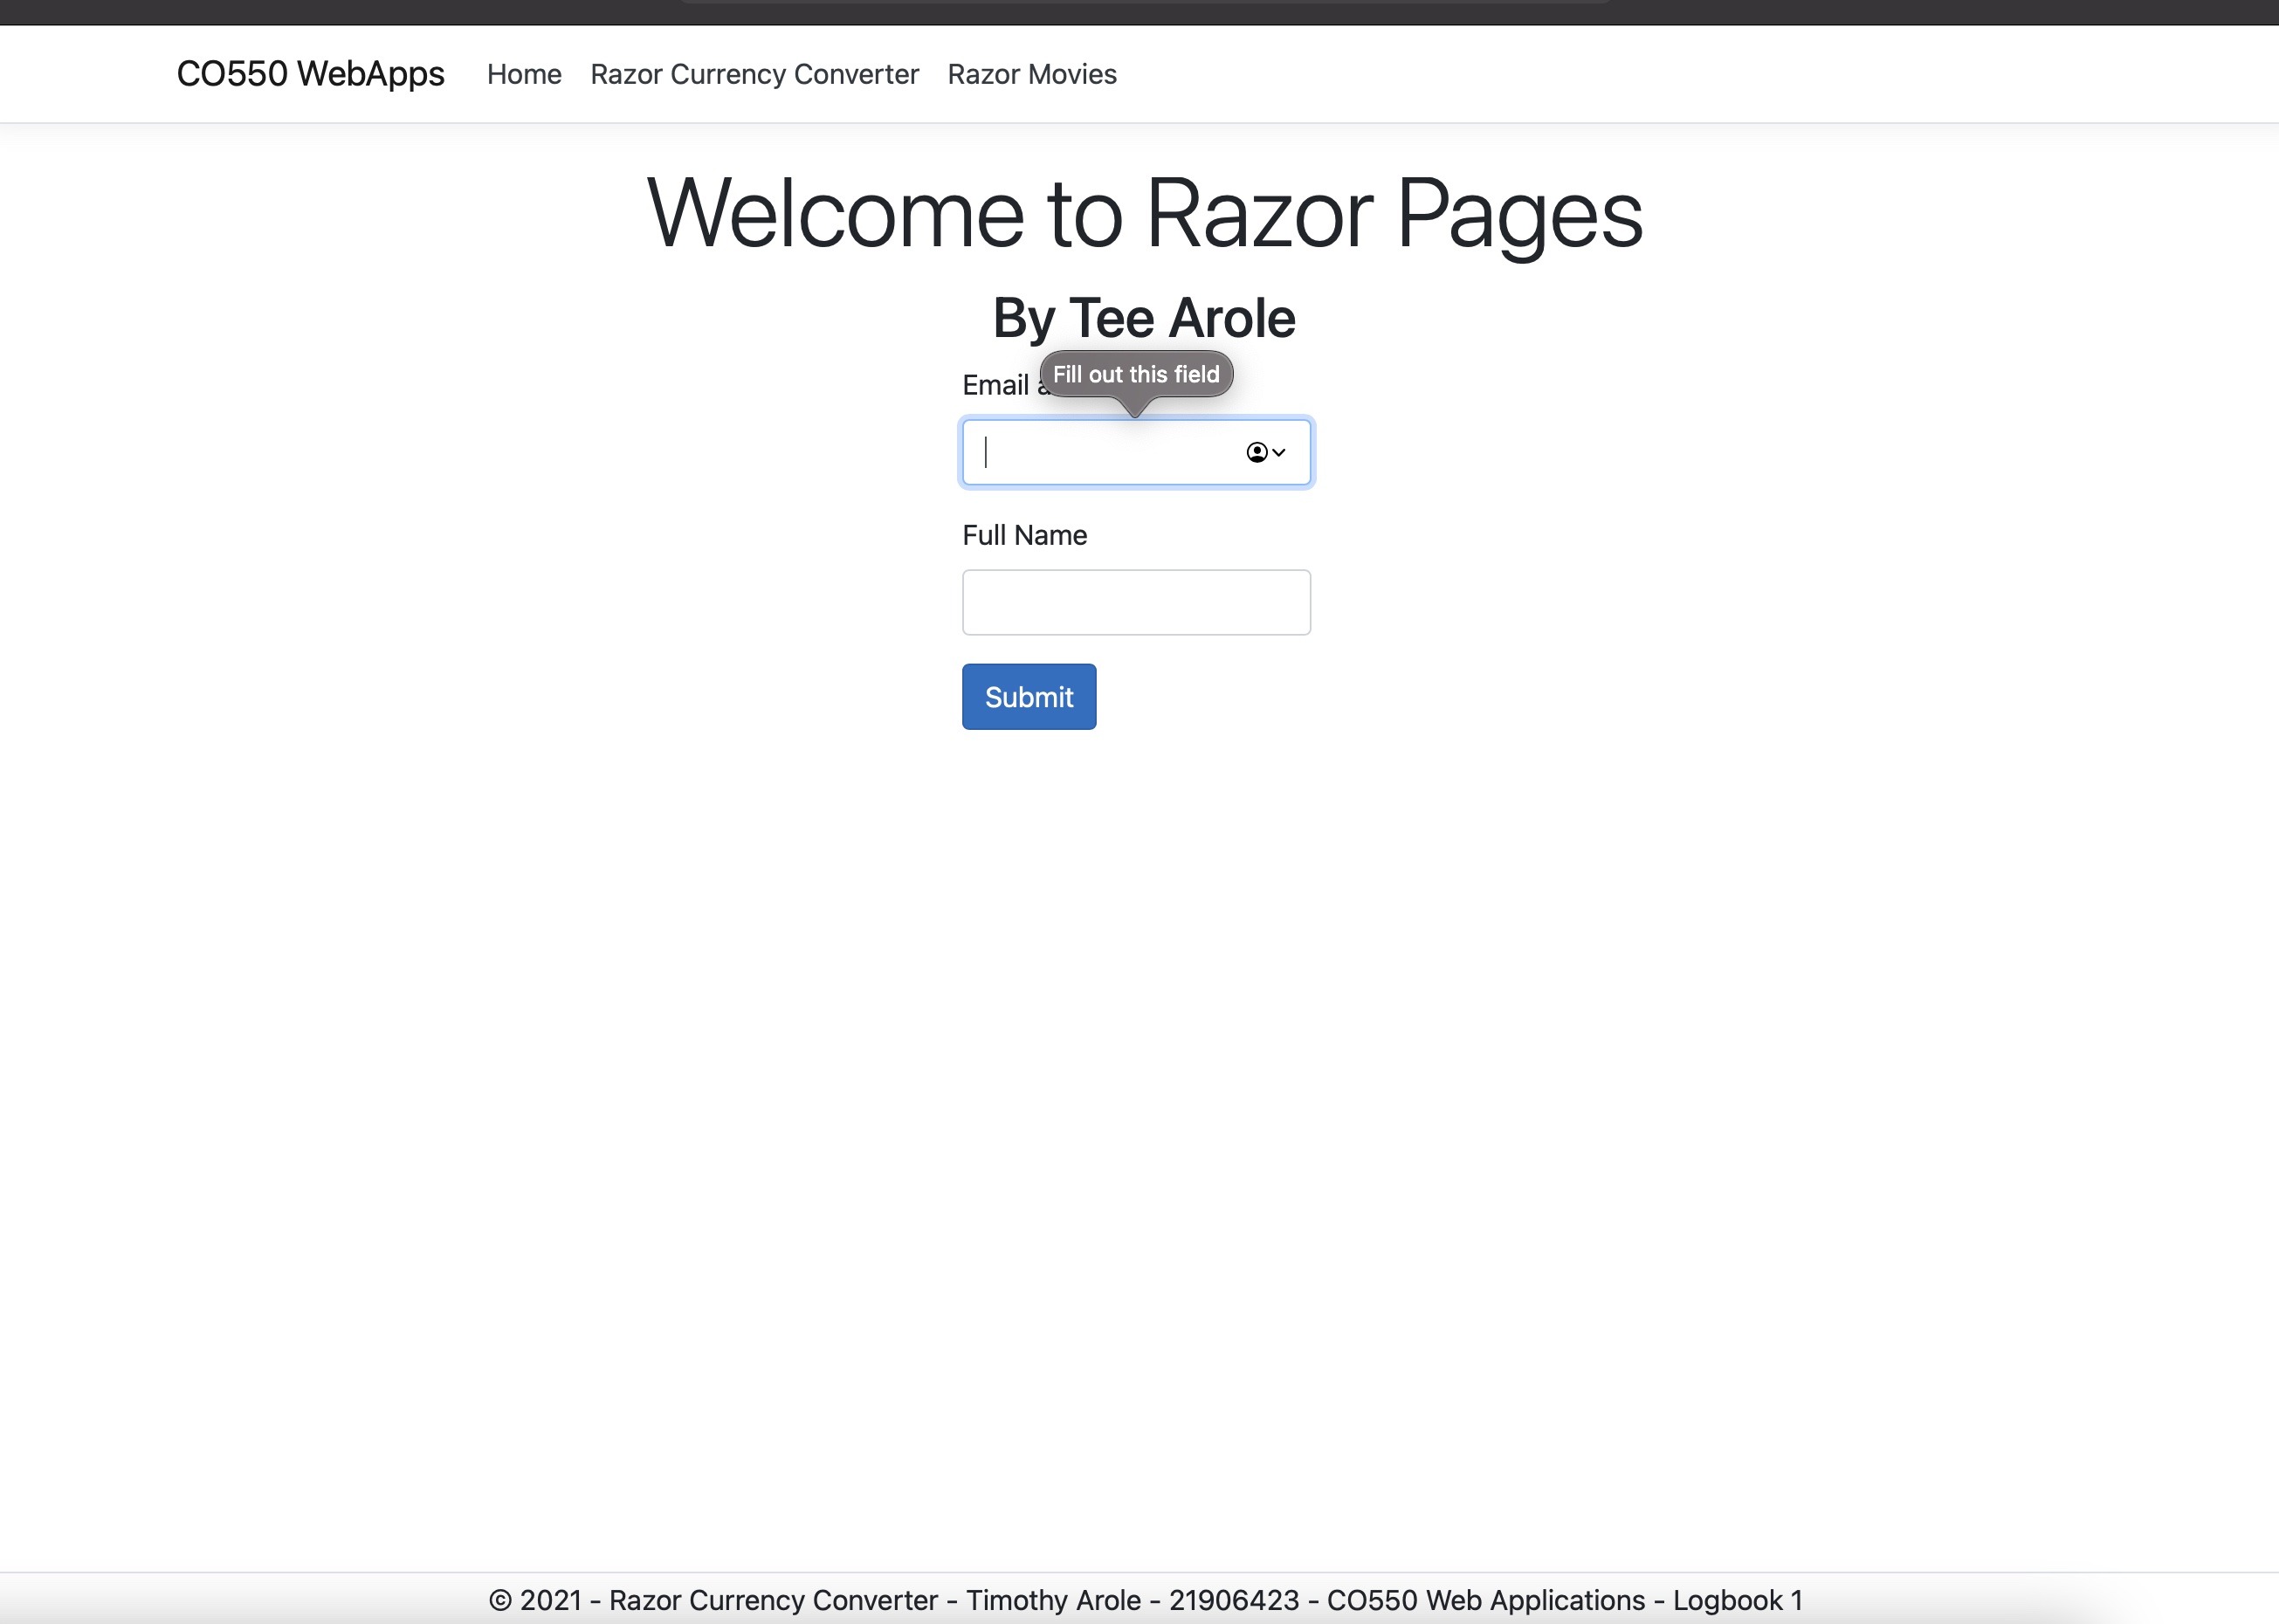 CO550 WebApps Home Razor Currency Converter Razor Movies
Welcome to Razor Pages
By Tee Arole
Fill out this field
Email
Full Name
Submit
© 2021 - Razor Currency Converter - Timothy Arole - 21906423 - CO550 Web Applications - Logbook 1